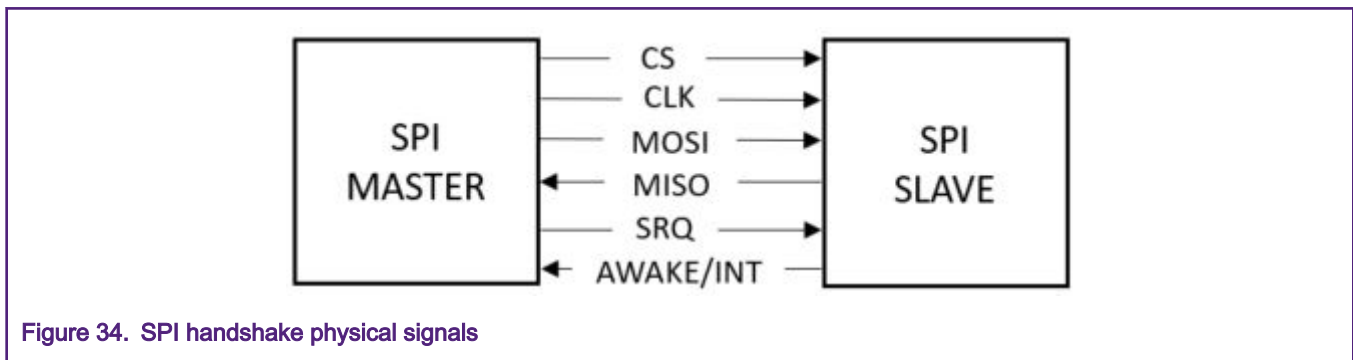 SPI
MASTER
CS
CLK
MOSI
MISO
SRQ
AWAKE/INT
SPI
SLAVE
Figure 34. SPI handshake physical signals